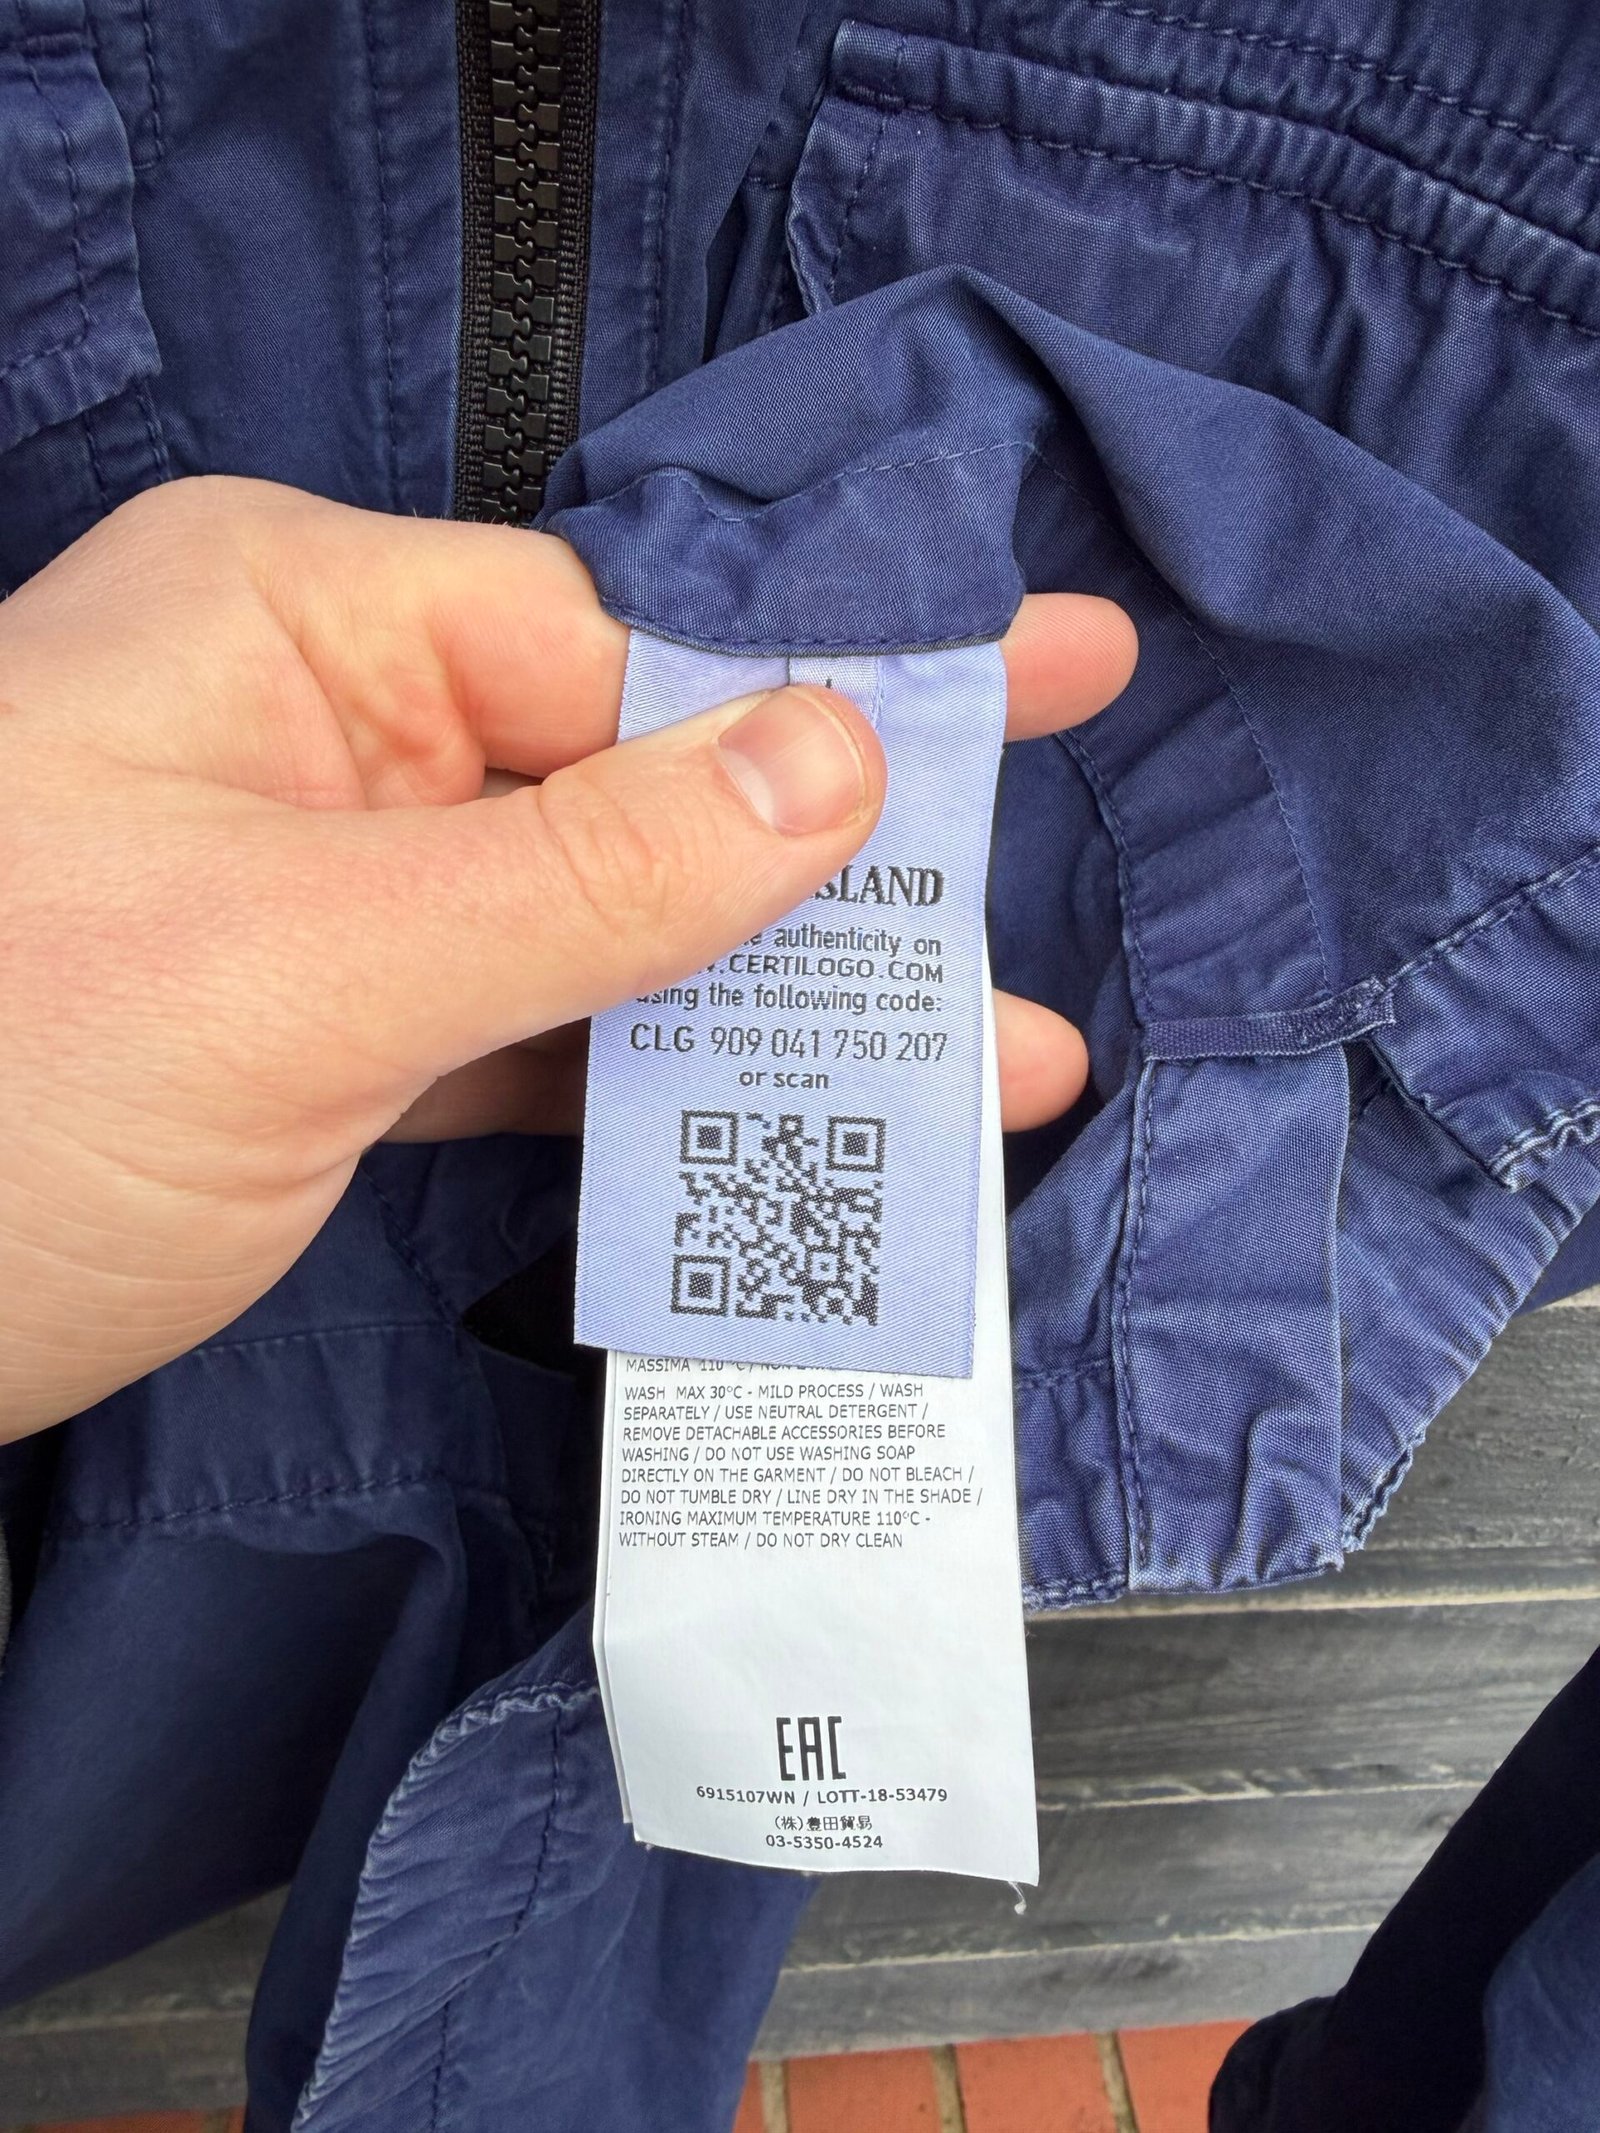 ISLAND
authenticity on
.CERTILOGO.COM
using the following code:
CLG 909 041 750 207
or scan
MASSIMA 110 °C /
WASH MAX 30°C - MILD PROCESS / WASH
SEPARATELY / USE NEUTRAL DETERGENT /
REMOVE DETACHABLE ACCESSORIES BEFORE
WASHING / DO NOT USE WASHING SOAP
DIRECTLY ON THE GARMENT / DO NOT BLEACH /
DO NOT TUMBLE DRY / LINE DRY IN THE SHADE /
IRONING MAXIMUM TEMPERATURE 110°C -
WITHOUT STEAM / DO NOT DRY CLEAN
EAC
6915107WN / LOTT-18-53479
(株)豊田貿易
03-5350-4524